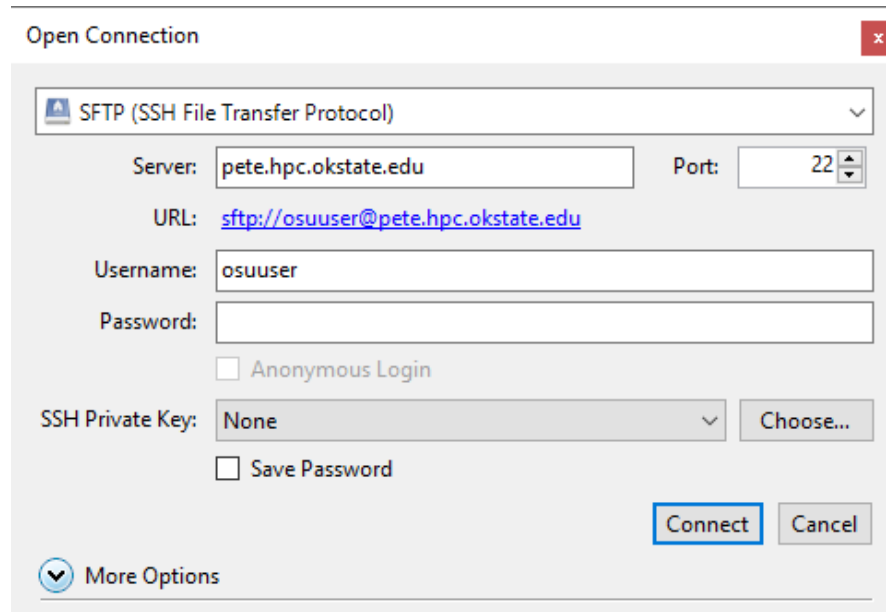 Open Connection
x
SFTP (SSH File Transfer Protocol)
Server: pete.hpc.okstate.edu Port: 22
URL: sftp://osuuser@pete.hpc.okstate.edu
Username: osuuser
Password:
Anonymous Login
SSH Private Key: None Choose...
Save Password
Connect Cancel
More Options